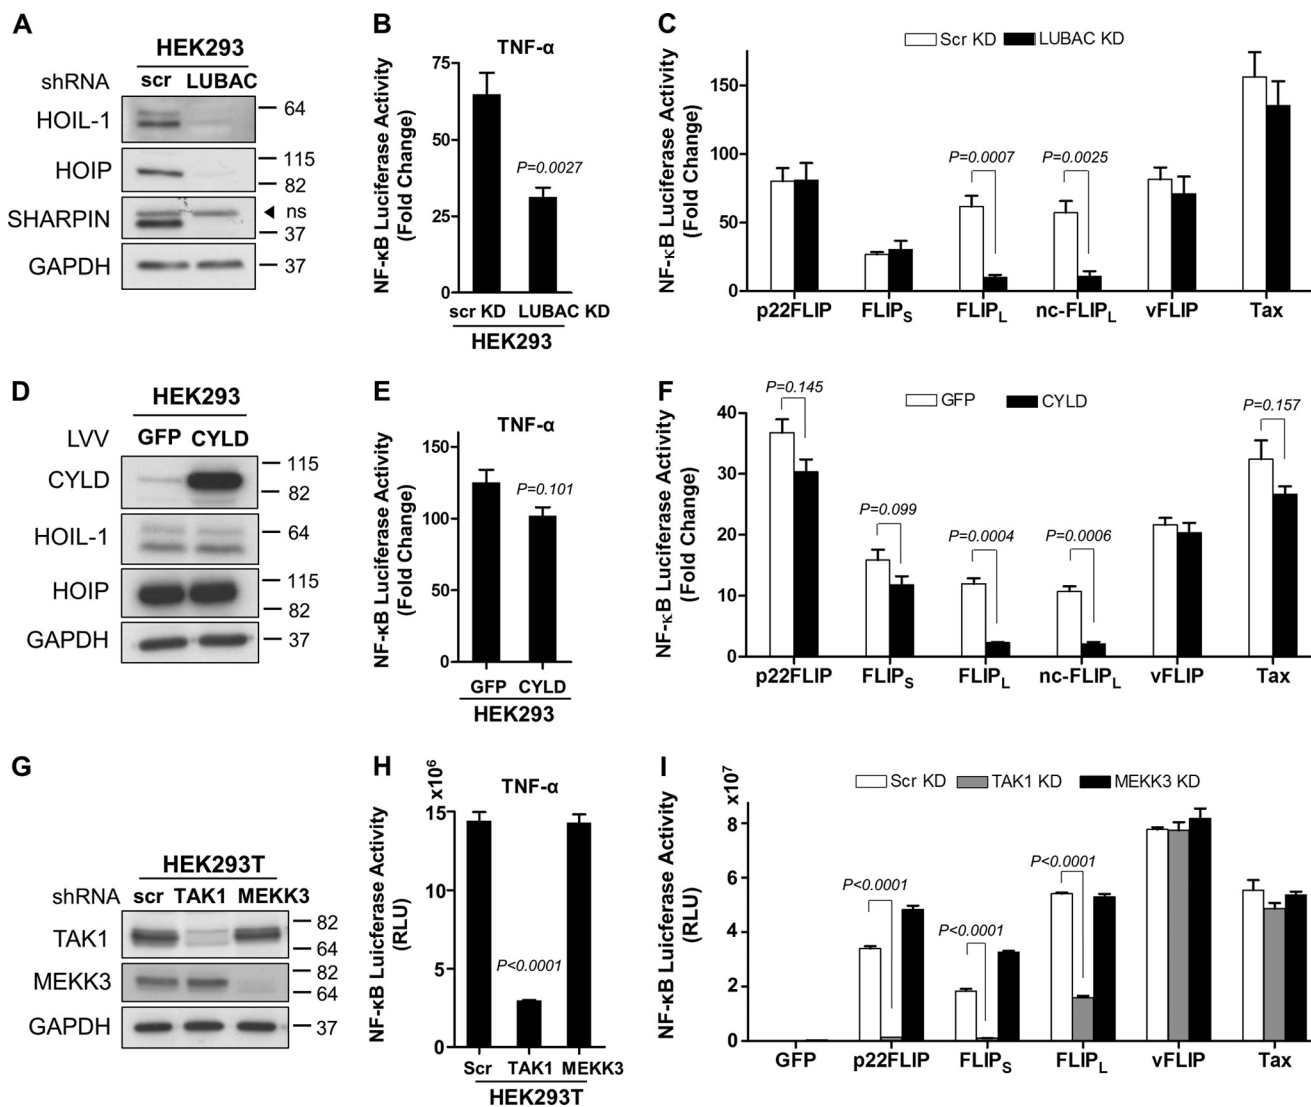 A
HEK293
shRNA scr LUBAC
HOIL-1 64
HOIP 115
82
SHARPIN ns
37
GAPDH 37
B
TNF-α
NF-κB Luciferase Activity
(Fold Change)
75
50
25
0
P=0.0027
scr KD LUBAC KD
HEK293
C
Scr KD LUBAC KD
NF-κB Luciferase Activity
(Fold Change)
150
100
50
0
P=0.0007 P=0.0025
p22FLIP FLIPS FLIPL nc-FLIPL vFLIP Tax
D
HEK293
LVV GFP CYLD
CYLD 115
82
HOIL-1 64
HOIP 115
82
GAPDH 37
E
TNF-α
NF-κB Luciferase Activity
(Fold Change)
150
100
50
0
P=0.101
GFP CYLD
HEK293
F
GFP CYLD
NF-κB Luciferase Activity
(Fold Change)
40
30
20
10
0
P=0.145
P=0.099
P=0.0004
P=0.0006
P=0.157
p22FLIP FLIPS FLIPL nc-FLIPL vFLIP Tax
G
HEK293T
shRNA scr TAK1 MEKK3
TAK1 82
64
MEKK3 82
64
GAPDH 37
H
TNF-α
NF-κB Luicferase Activity
(RLU)
x10⁶
15
10
5
0
P<0.0001
Scr TAK1 MEKK3
HEK293T
I
Scr KD TAK1 KD MEKK3 KD
NF-κB Luciferase Activity
(RLU)
x10⁷
8
6
4
2
0
P<0.0001
P<0.0001
P<0.0001
GFP p22FLIP FLIPS FLIPL vFLIP Tax